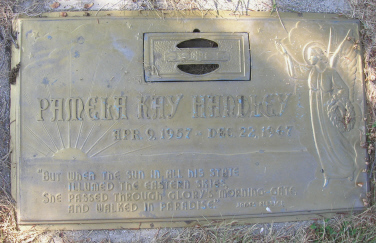 PAMELA KAY HANDLEY
APR 9, 1957 - DEC 22, 1967
"BUT WHEN THE SUN IN ALL HIS STATE
ILLUMED THE EASTERN SKIES,
SHE PASSED THROUGH GLORY'S MORNING GATE,
AND WALKED IN PARADISE."